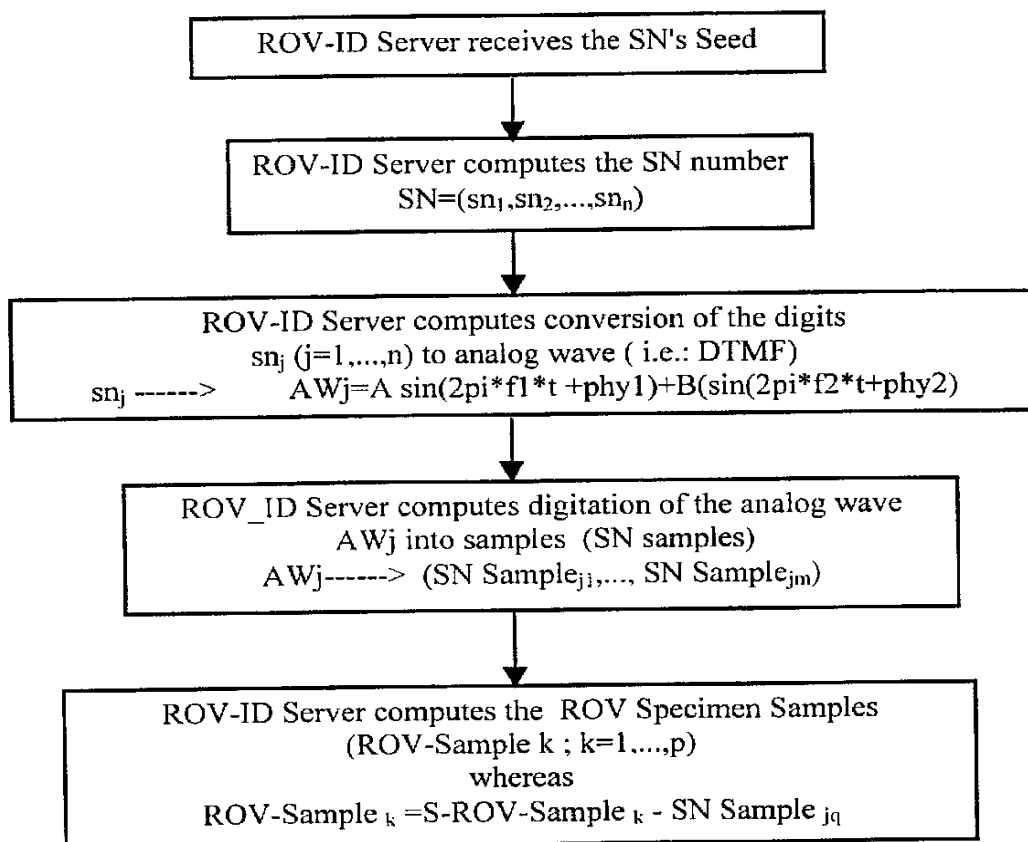 ROV-ID Server receives the SN's Seed
ROV-ID Server computes the SN number
SN=(sn₁,sn₂,...,snₙ)
ROV-ID Server computes conversion of the digits
snⱼ (j=1,...,n) to analog wave ( i.e.: DTMF)
snⱼ ------> AWj=A sin(2pi*f1*t +phy1)+B(sin(2pi*f2*t+phy2)
ROV_ID Server computes digitation of the analog wave
AWj into samples (SN samples)
AWj------> (SN Sampleⱼ₁,..., SN Sampleⱼₘ)
ROV-ID Server computes the ROV Specimen Samples
(ROV-Sample k ; k=1,...,p)
whereas
ROV-Sample ₖ =S-ROV-Sample ₖ - SN Sample jq